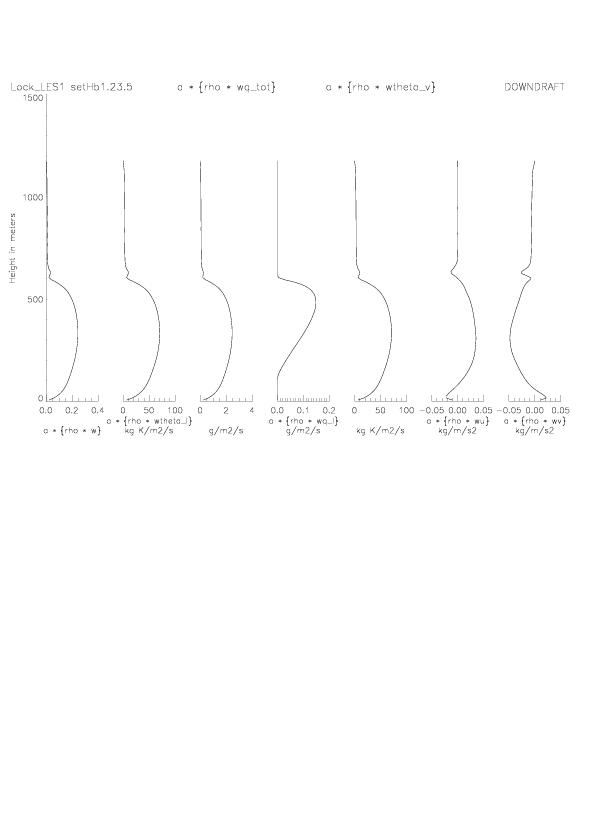 Lock_LES1 setHb1.23.5 a * {rho * wq_tot} a * {rho * wtheta_v} DOWNDRAFT
1500
1000
Height in meters
500
0
0.0 0.2 0.4 0 50 100 0 2 4 0.0 0.1 0.2 0 50 100 -0.05 0.00 0.05 -0.05 0.00 0.05
a * {rho * wtheta_l} a * {rho * wq_l} a * {rho * wu} a * {rho * wv}
a * {rho * w} kg K/m2/s g/m2/s g/m2/s kg K/m2/s kg/m/s2 kg/m/s2